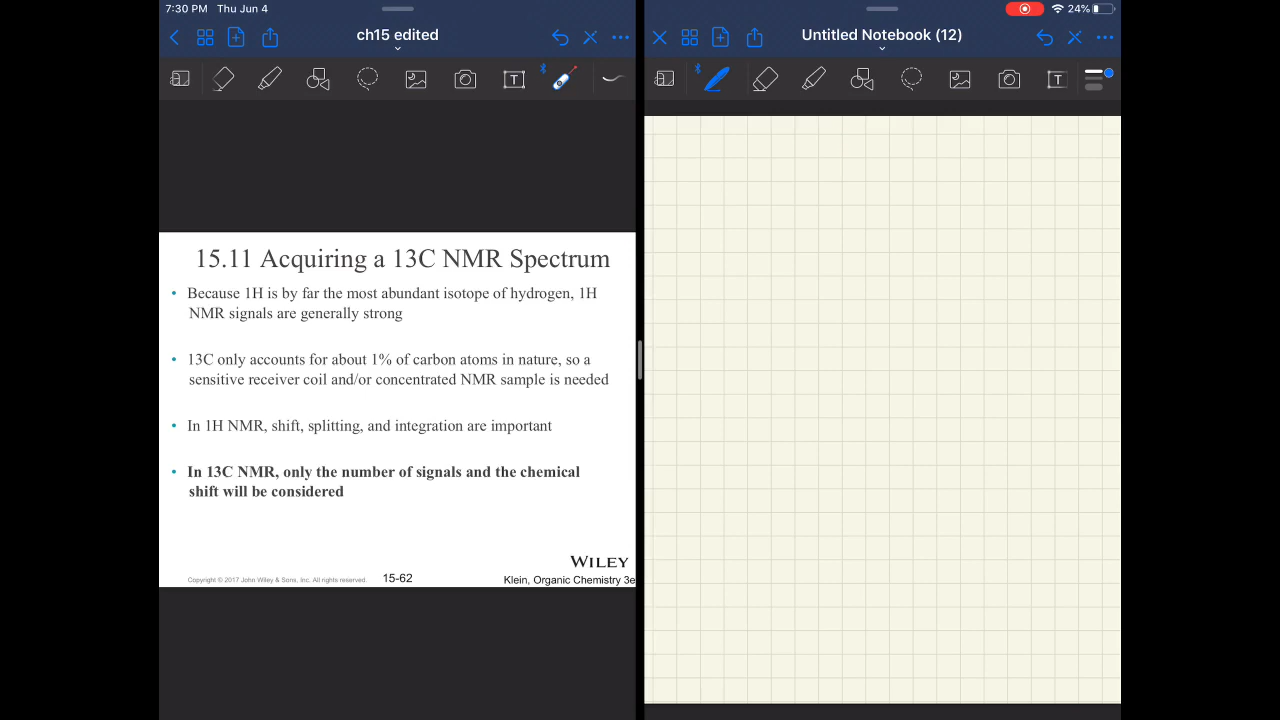 7:30 PM Thu Jun 4
24%
ch15 edited
Untitled Notebook (12)
T
T
15.11 Acquiring a 13C NMR Spectrum
• Because 1H is by far the most abundant isotope of hydrogen, 1H
NMR signals are generally strong
• 13C only accounts for about 1% of carbon atoms in nature, so a
sensitive receiver coil and/or concentrated NMR sample is needed
• In 1H NMR, shift, splitting, and integration are important
• In 13C NMR, only the number of signals and the chemical
shift will be considered
WILEY
Copyright © 2017 John Wiley & Sons, Inc. All rights reserved.
15-62
Klein, Organic Chemistry 3e